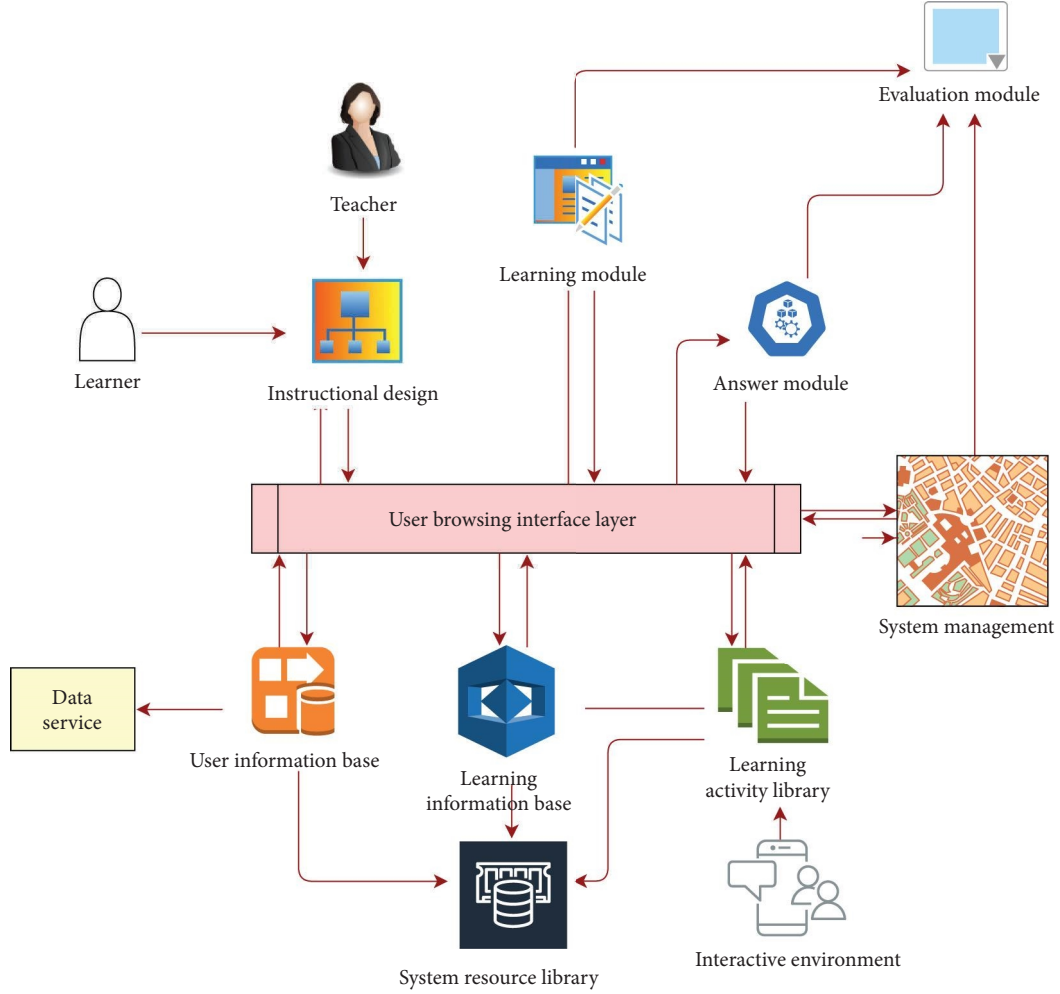 Evaluation module
Teacher
Learning module
Learner
Instructional design
Answer module
User browsing interface layer
System management
Data
service
User information base
Learning
information base
Learning
activity library
System resource library
Interactive environment